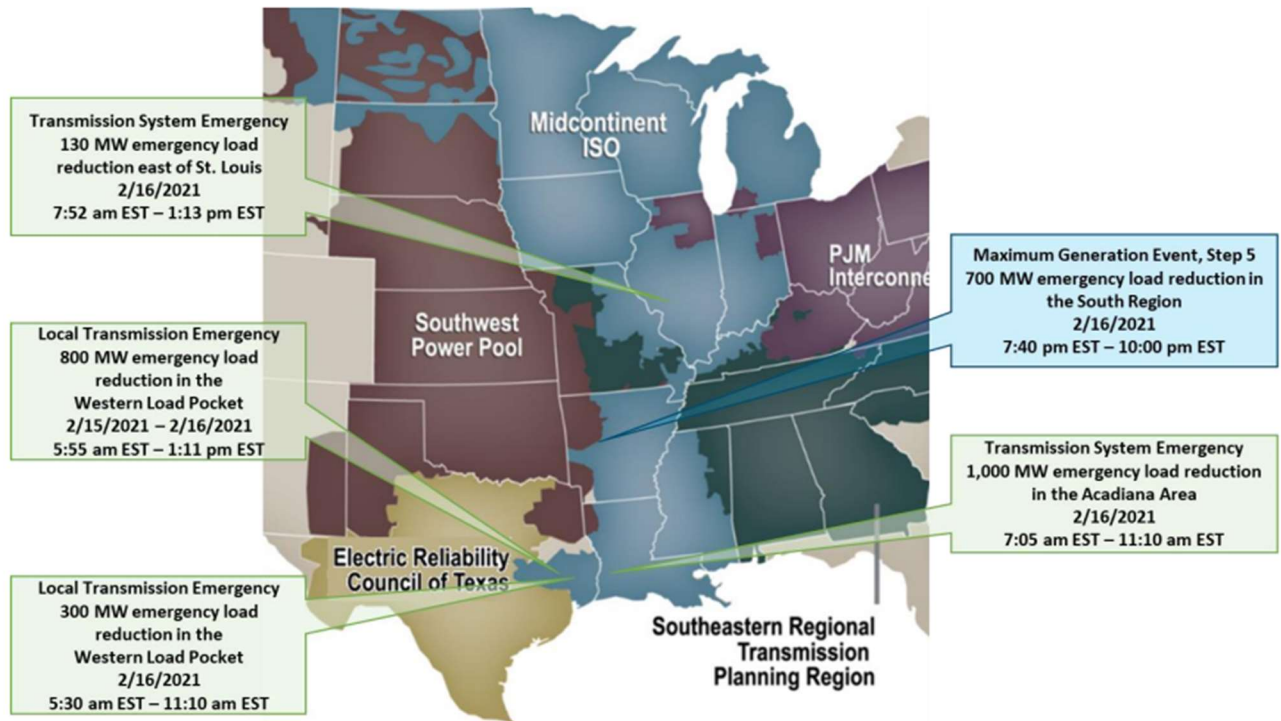 Transmission System Emergency
130 MW emergency load
reduction east of St. Louis
2/16/2021
7:52 am EST – 1:13 pm EST
Local Transmission Emergency
800 MW emergency load
reduction in the
Western Load Pocket
2/15/2021 – 2/16/2021
5:55 am EST – 1:11 pm EST
Local Transmission Emergency
300 MW emergency load
reduction in the
Western Load Pocket
2/16/2021
5:30 am EST – 11:10 am EST
Midcontinent
ISO
PJM
Interconne
Southwest
Power Pool
Electric Reliability
Council of Texas
Southeastern Regional
Transmission
Planning Region
Maximum Generation Event, Step 5
700 MW emergency load reduction in
the South Region
2/16/2021
7:40 pm EST – 10:00 pm EST
Transmission System Emergency
1,000 MW emergency load reduction
in the Acadiana Area
2/16/2021
7:05 am EST – 11:10 am EST